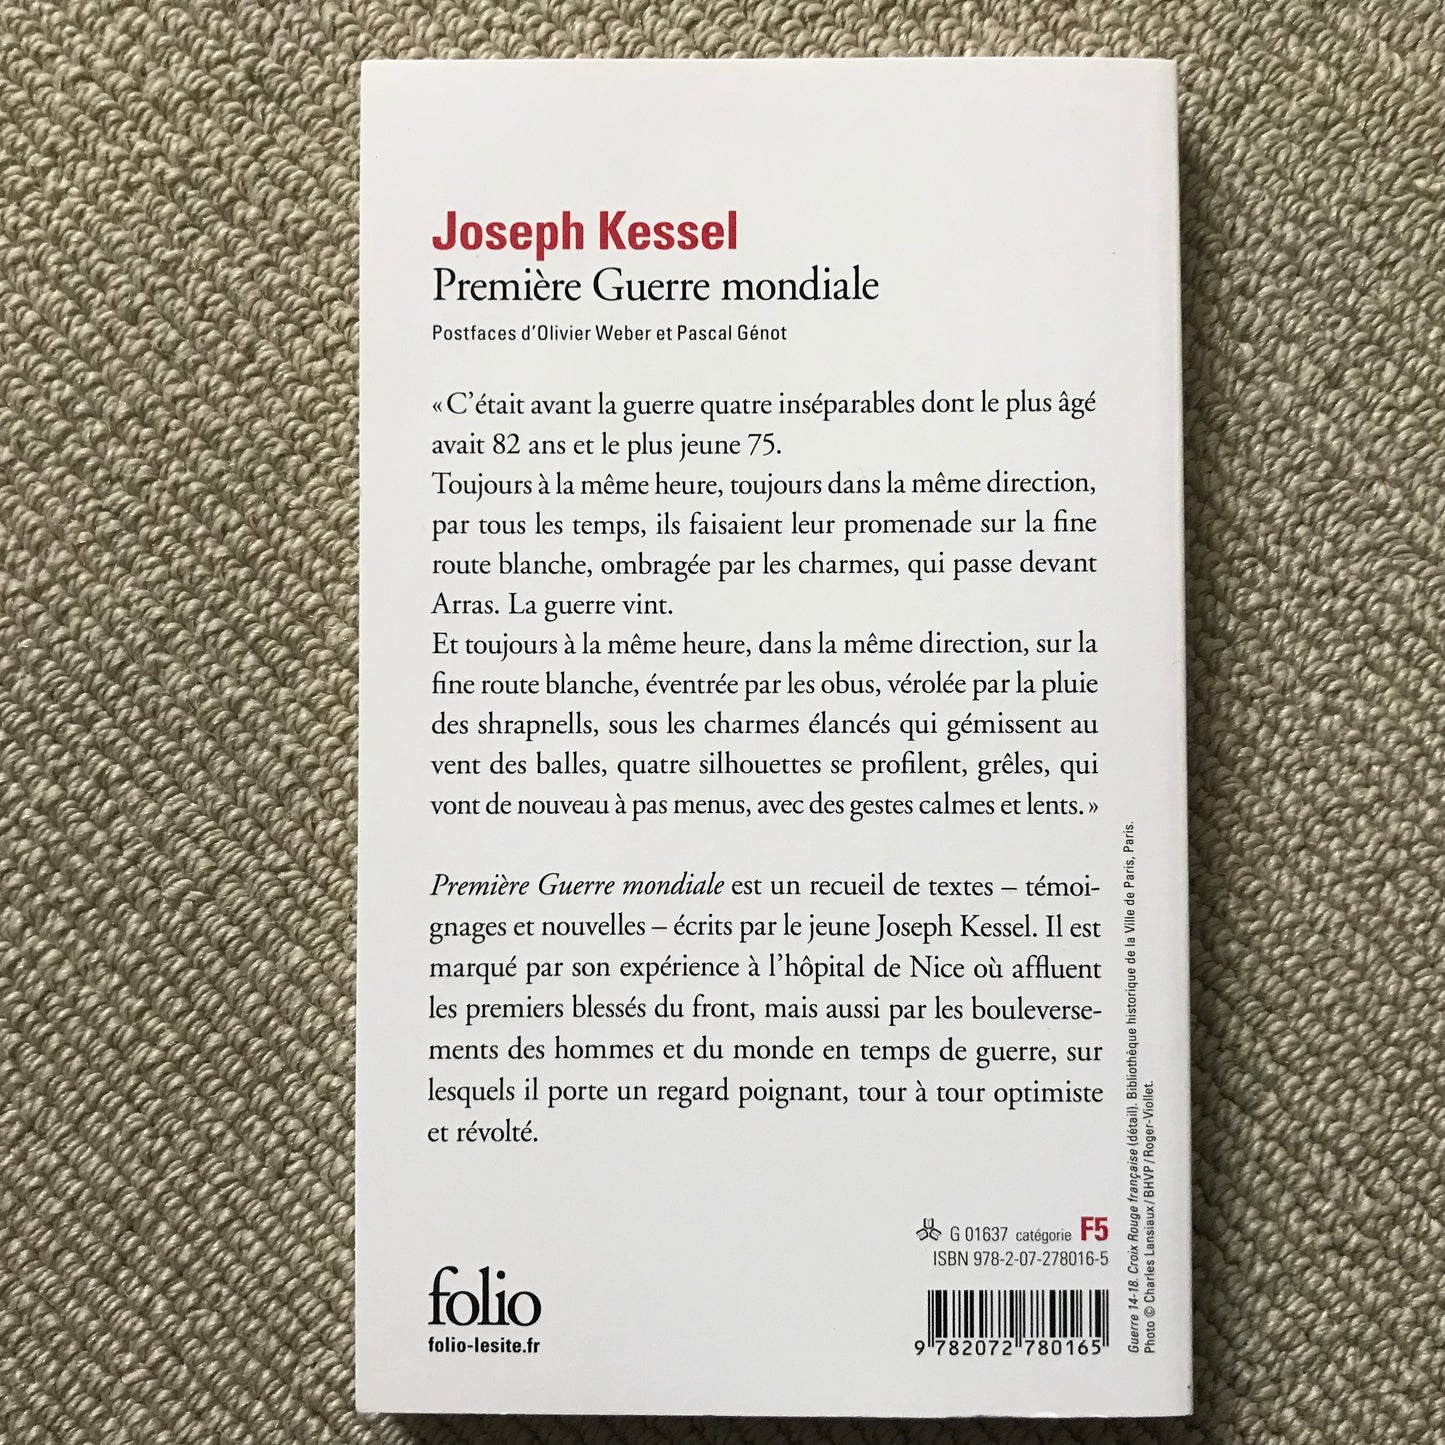 Joseph Kessel
Première Guerre mondiale
Postfaces d'Olivier Weber et Pascal Génot
« C'était avant la guerre quatre inséparables dont le plus âgé
avait 82 ans et le plus jeune 75.
Toujours à la même heure, toujours dans la même direction,
par tous les temps, ils faisaient leur promenade sur la fine
route blanche, ombragée par les charmes, qui passe devant
Arras. La guerre vint.
Et toujours à la même heure, dans la même direction, sur la
fine route blanche, éventrée par les obus, vérolée par la pluie
des shrapnells, sous les charmes élancés qui gémissent au
vent des balles, quatre silhouettes se profilent, grêles, qui
vont de nouveau à pas menus, avec des gestes calmes et lents. »
Première Guerre mondiale est un recueil de textes – témoi-
gnages et nouvelles – écrits par le jeune Joseph Kessel. Il est
marqué par son expérience à l'hôpital de Nice où affluent
les premiers blessés du front, mais aussi par les bouleverse-
ments des hommes et du monde en temps de guerre, sur
lesquels il porte un regard poignant, tour à tour optimiste
et révolté.
G 01637 catégorie F5
ISBN 978-2-07-278016-5
folio
folio-lesite.fr
9 782072 780165
Guerre 14-18. Croix Rouge française (détail). Bibliothèque historique de la Ville de Paris, Paris.
Photo © Charles Lansiaux / BHVP / Roger-Viollet.